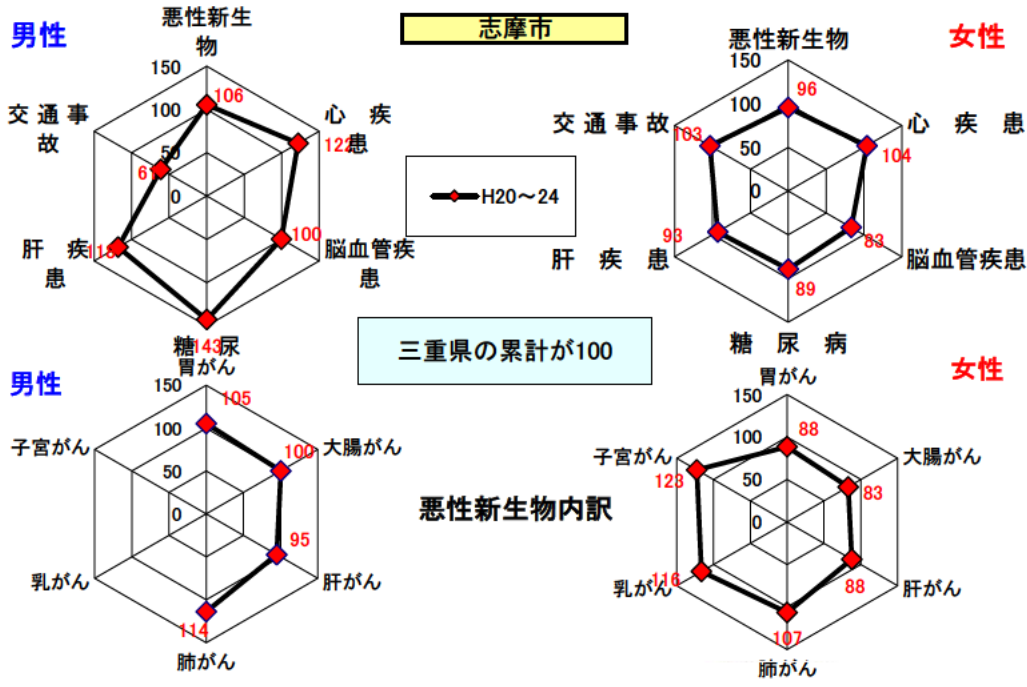 男性
志摩市
女性
悪性新生
物
150
100
50
0
106
心 疾
患
122
脳血管疾
患
100
糖 尿
143
肝 疾
患
118
交 通 事
故
61
H20～24
悪性新生物
150
100
50
0
96
心 疾 患
104
脳血管疾患
83
糖 尿 病
89
肝 疾 患
93
交 通 事 故
103
三重県の累計が100
男性
女性
胃がん
150
100
50
0
105
大腸がん
100
肝がん
95
肺がん
114
乳がん
子宮がん
悪性新生物内訳
胃がん
150
100
50
0
88
大腸がん
83
肝がん
88
肺がん
107
乳がん
116
子宮がん
123